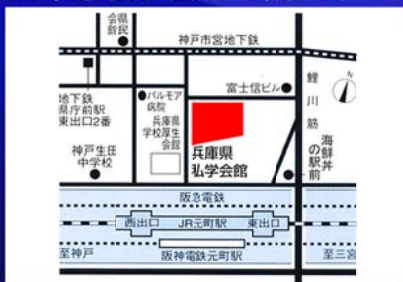 県民
会館
神戸市営地下鉄
N
富士信ビル
鯉川筋
パルモア
病院
地下鉄
県庁前駅
東出口2番
兵庫県
学校厚生
会館
神戸生田
中学校
兵庫県
私学会館
海鮮丼
の駅前
阪急電鉄
西出口
JR元町駅
東出口
至神戸
阪神電鉄元町駅
至三宮